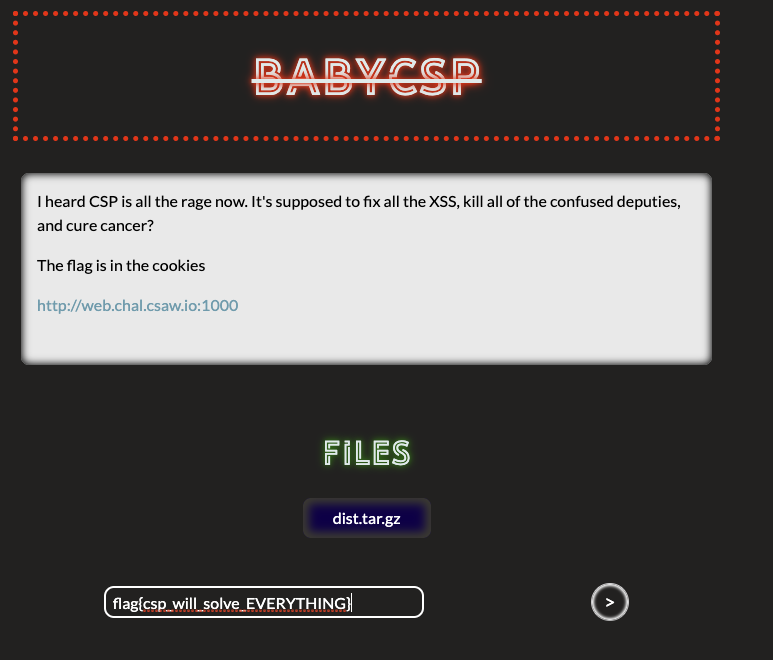 BABYCSP
I heard CSP is all the rage now. It's supposed to fix all the XSS, kill all of the confused deputies,
and cure cancer?
The flag is in the cookies
http://web.chal.csaw.io:1000
FiLES
dist.tar.gz
flag{csp_will_solve_EVERYTHING}
>